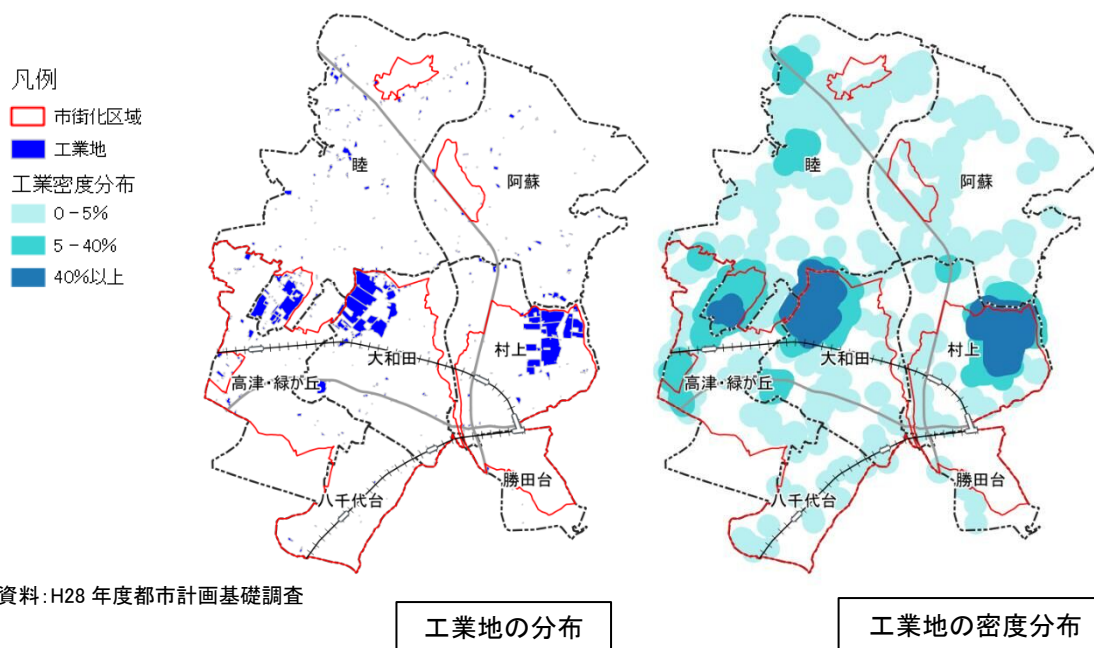 凡例
市街化区域
工業地
工業密度分布
0-5%
5-40%
40%以上
睦
阿蘇
大和田
村上
高津・緑が丘
八千代台
勝田台
睦
阿蘇
大和田
村上
高津・緑が丘
八千代台
勝田台
資料:H28 年度都市計画基礎調査
工業地の分布
工業地の密度分布